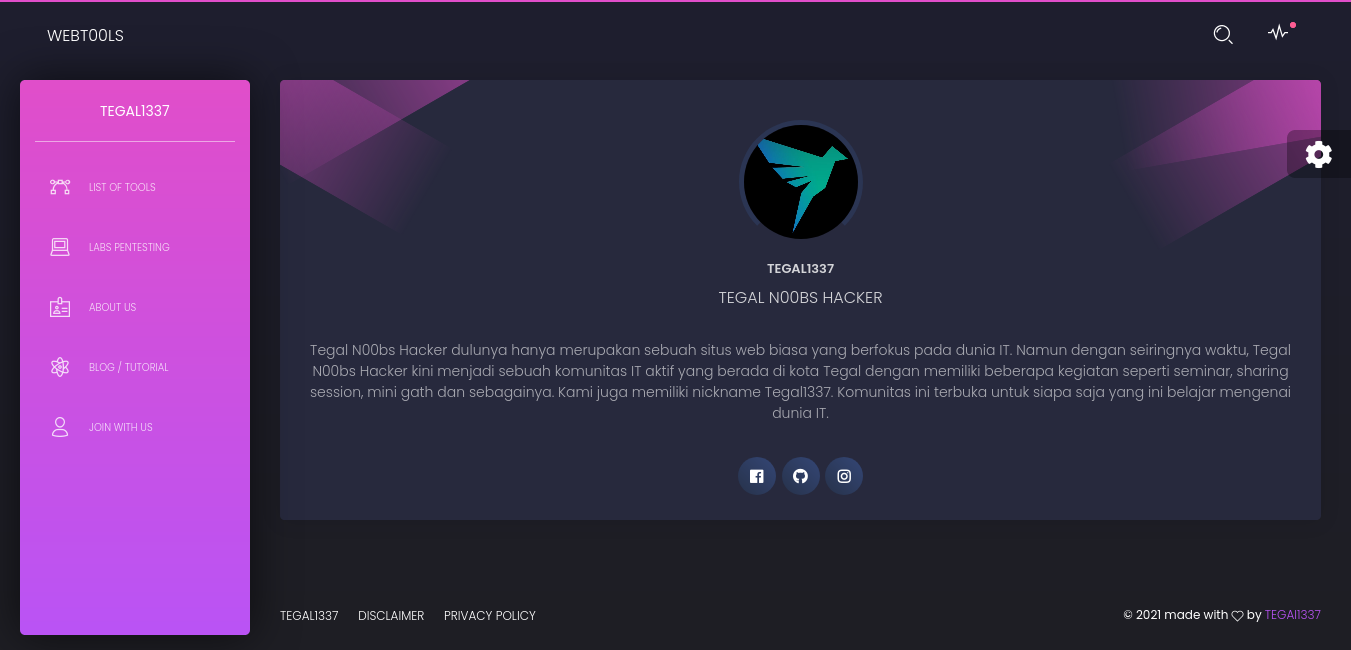 WEBT00LS
TEGAL1337
LIST OF TOOLS
LABS PENTESTING
ABOUT US
BLOG / TUTORIAL
JOIN WITH US
TEGAL1337
TEGAL N00BS HACKER
Tegal N00bs Hacker dulunya hanya merupakan sebuah situs web biasa yang berfokus pada dunia IT. Namun dengan seiringnya waktu, Tegal
N00bs Hacker kini menjadi sebuah komunitas IT aktif yang berada di kota Tegal dengan memiliki beberapa kegiatan seperti seminar, sharing
session, mini gath dan sebagainya. Kami juga memiliki nickname Tegal1337. Komunitas ini terbuka untuk siapa saja yang ini belajar mengenai
dunia IT.
TEGAL1337 DISCLAIMER PRIVACY POLICY
© 2021 made with ♡ by TEGAl1337